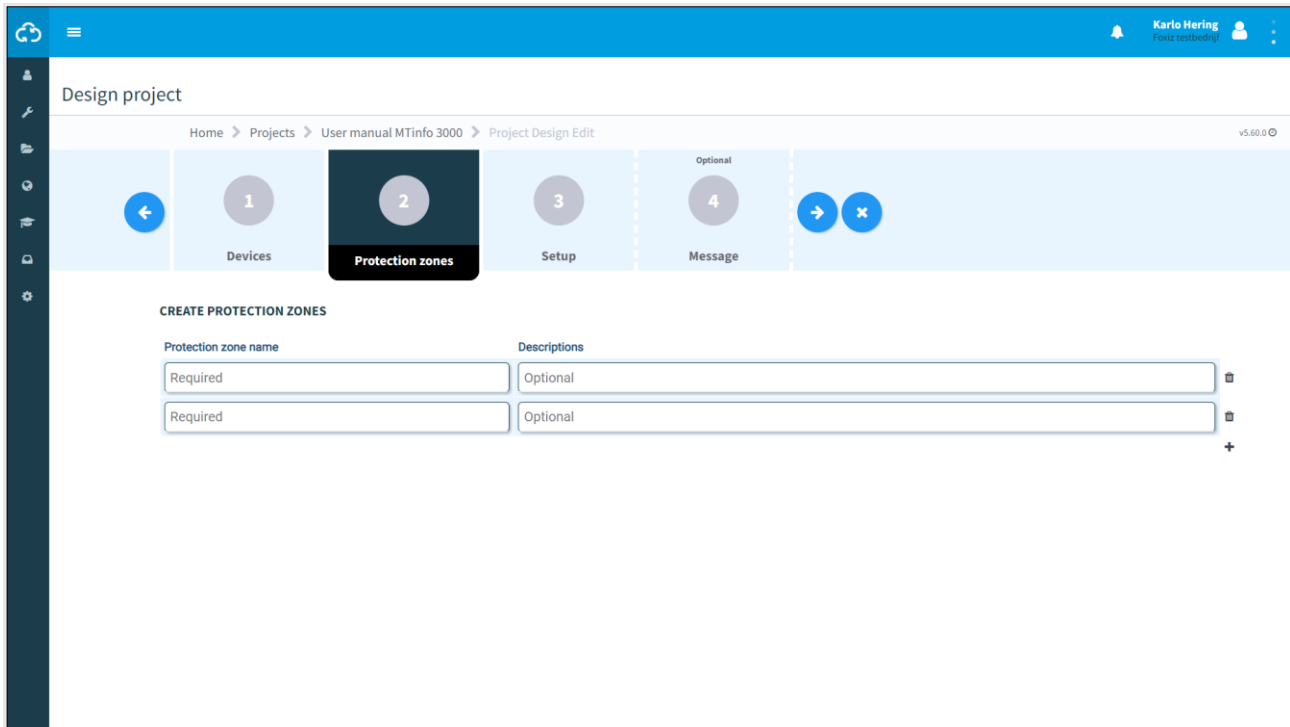 Karlo Hering
Foxiz testbedrijf
Design project
Home Projects User manual MTinfo 3000 Project Design Edit
v5.60.0
Optional
1 2 3 4
Devices Protection zones Setup Message
CREATE PROTECTION ZONES
Protection zone name Descriptions
Required Optional
Required Optional